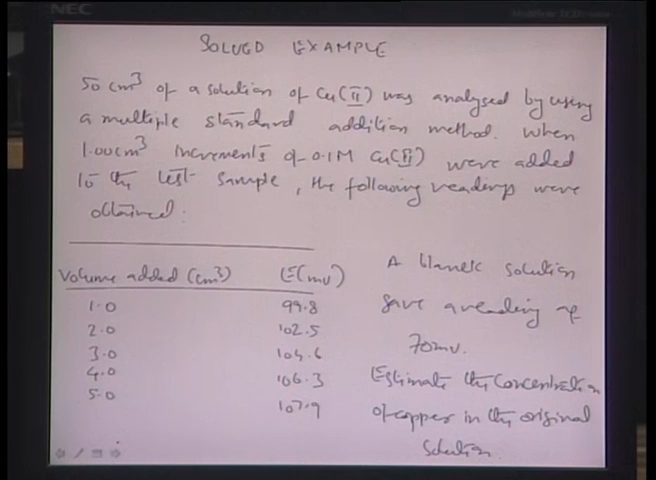 NEC
SOLVED EXAMPLE
50 cm³ of a solution of Cu(II) was analysed by using
a multiple standard addition method. When
1.00cm³ increments of 0.1M Cu(II) were added
to the test sample, the following readings were
obtained:
Volume added (cm³) E(mv)
1.0 99.8
2.0 102.5
3.0 104.6
4.0 106.3
5.0 107.9
A blank solution
gave a reading of
70mv.
Estimate the concentration
of copper in the original
solution.